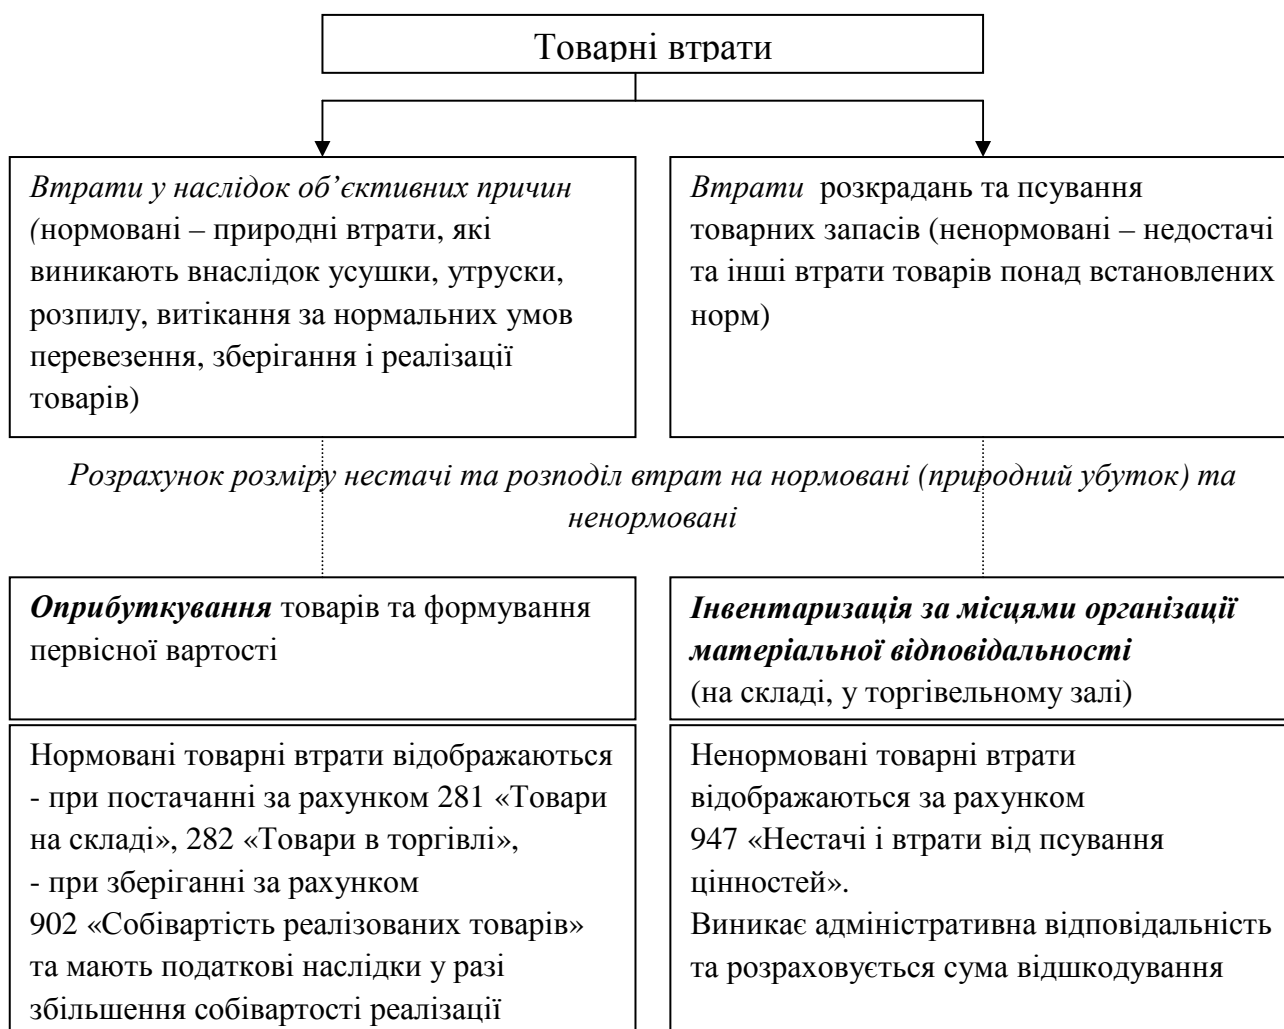 Товарні втрати
Втрати у наслідок об’єктивних причин
(нормовані – природні втрати, які
виникають внаслідок усушки, утруски,
розпилу, витікання за нормальних умов
перевезення, зберігання і реалізації
товарів)
Втрати розкрадань та псування
товарних запасів (ненормовані – недостачі
та інші втрати товарів понад встановлених
норм)
Розрахунок розміру нестачі та розподіл втрат на нормовані (природний убуток) та
ненормовані
Оприбуткування товарів та формування
первісної вартості
Інвентаризація за місцями організації
матеріальної відповідальності
(на складі, у торгівельному залі)
Нормовані товарні втрати відображаються
- при постачанні за рахунком 281 «Товари
на складі», 282 «Товари в торгівлі»,
- при зберіганні за рахунком
902 «Собівартість реалізованих товарів»
та мають податкові наслідки у разі
збільшення собівартості реалізації
Ненормовані товарні втрати
відображаються за рахунком
947 «Нестачі і втрати від псування
цінностей».
Виникає адміністративна відповідальність
та розраховується сума відшкодування